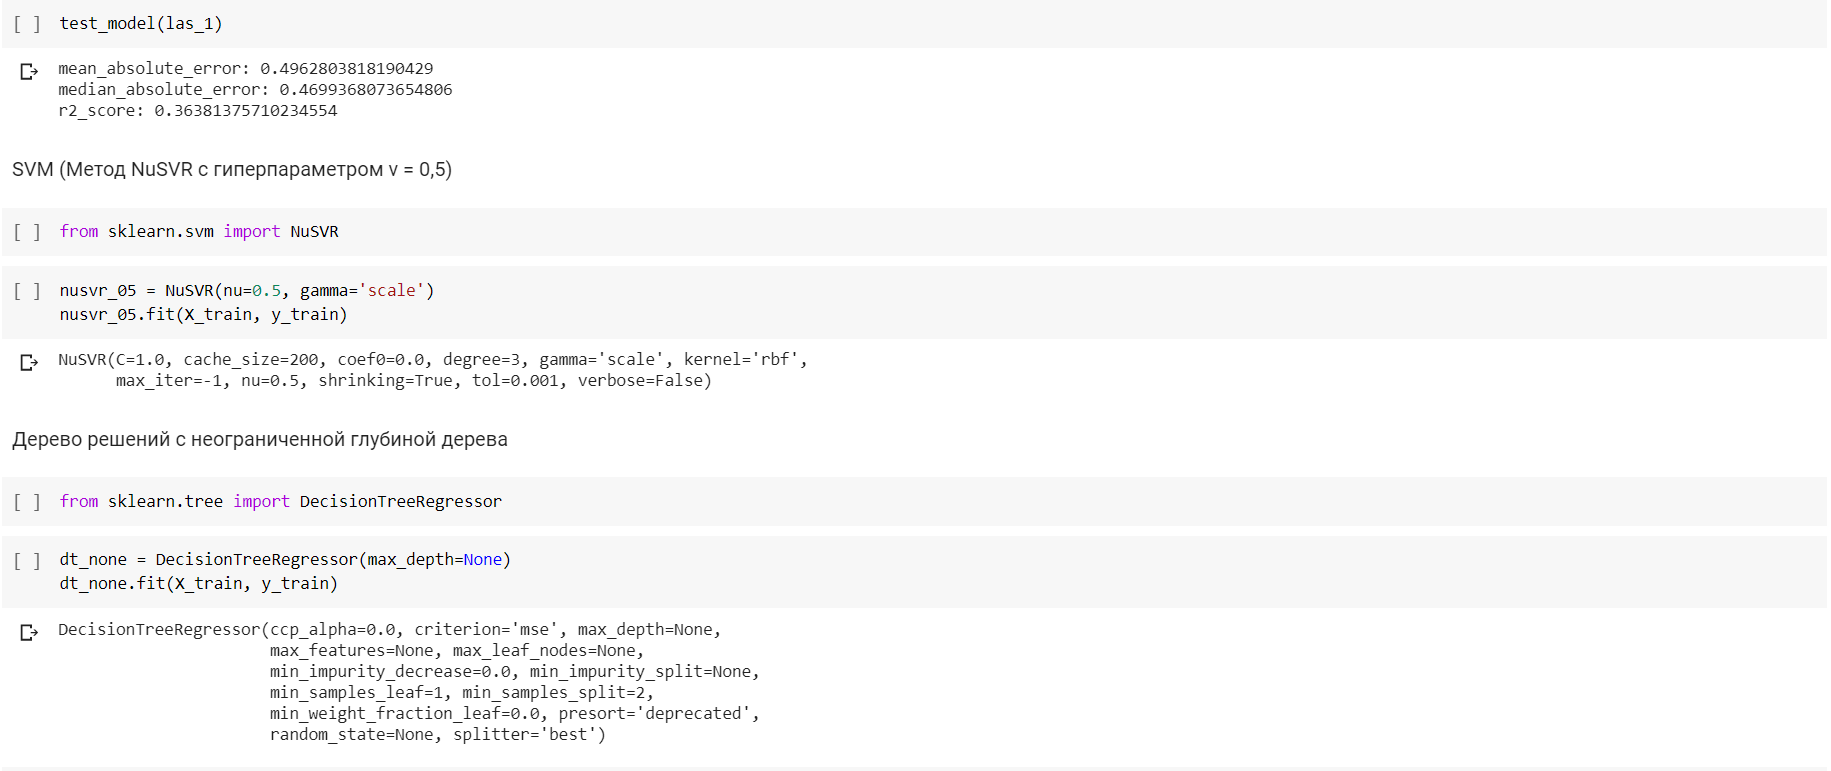 [ ] test_model(las_1)
mean_absolute_error: 0.4962803818190429
median_absolute_error: 0.4699368073654806
r2_score: 0.36381375710234554
SVM (Метод NuSVR с гиперпараметром v = 0,5)
[ ] from sklearn.svm import NuSVR
[ ] nusvr_05 = NuSVR(nu=0.5, gamma='scale')
nusvr_05.fit(X_train, y_train)
NuSVR(C=1.0, cache_size=200, coef0=0.0, degree=3, gamma='scale', kernel='rbf',
max_iter=-1, nu=0.5, shrinking=True, tol=0.001, verbose=False)
Дерево решений с неограниченной глубиной дерева
[ ] from sklearn.tree import DecisionTreeRegressor
[ ] dt_none = DecisionTreeRegressor(max_depth=None)
dt_none.fit(X_train, y_train)
DecisionTreeRegressor(ccp_alpha=0.0, criterion='mse', max_depth=None,
max_features=None, max_leaf_nodes=None,
min_impurity_decrease=0.0, min_impurity_split=None,
min_samples_leaf=1, min_samples_split=2,
min_weight_fraction_leaf=0.0, presort='deprecated',
random_state=None, splitter='best')